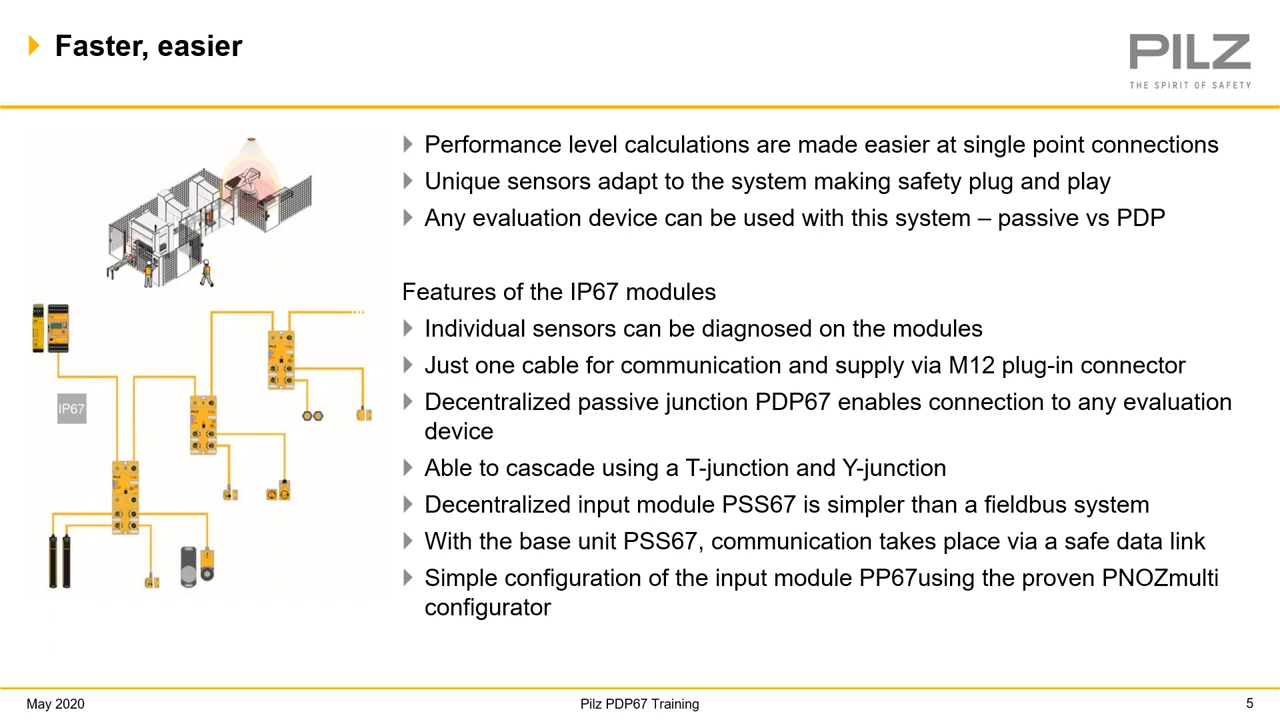 Faster, easier
PILZ
THE SPIRIT OF SAFETY
Performance level calculations are made easier at single point connections
Unique sensors adapt to the system making safety plug and play
Any evaluation device can be used with this system – passive vs PDP
Features of the IP67 modules
Individual sensors can be diagnosed on the modules
Just one cable for communication and supply via M12 plug-in connector
Decentralized passive junction PDP67 enables connection to any evaluation
device
Able to cascade using a T-junction and Y-junction
Decentralized input module PSS67 is simpler than a fieldbus system
With the base unit PSS67, communication takes place via a safe data link
Simple configuration of the input module PP67using the proven PNOZmulti
configurator
IP67
May 2020
Pilz PDP67 Training
5